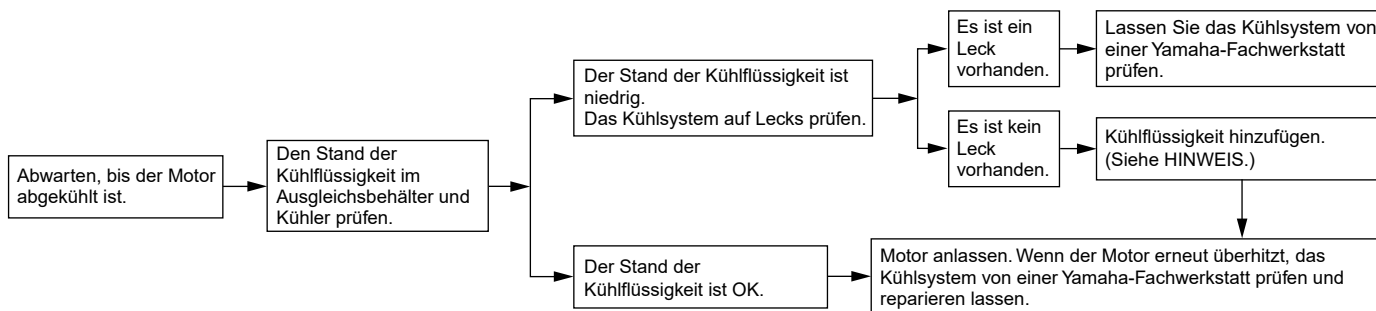 Abwarten, bis der Motor
abgekühlt ist.
Den Stand der
Kühlflüssigkeit im
Ausgleichsbehälter und
Kühler prüfen.
Der Stand der Kühlflüssigkeit ist
niedrig.
Das Kühlsystem auf Lecks prüfen.
Es ist ein
Leck
vorhanden.
Lassen Sie das Kühlsystem von
einer Yamaha-Fachwerkstatt
prüfen.
Es ist kein
Leck
vorhanden.
Kühlflüssigkeit hinzufügen.
(Siehe HINWEIS.)
Der Stand der
Kühlflüssigkeit ist OK.
Motor anlassen. Wenn der Motor erneut überhitzt, das
Kühlsystem von einer Yamaha-Fachwerkstatt prüfen und
reparieren lassen.